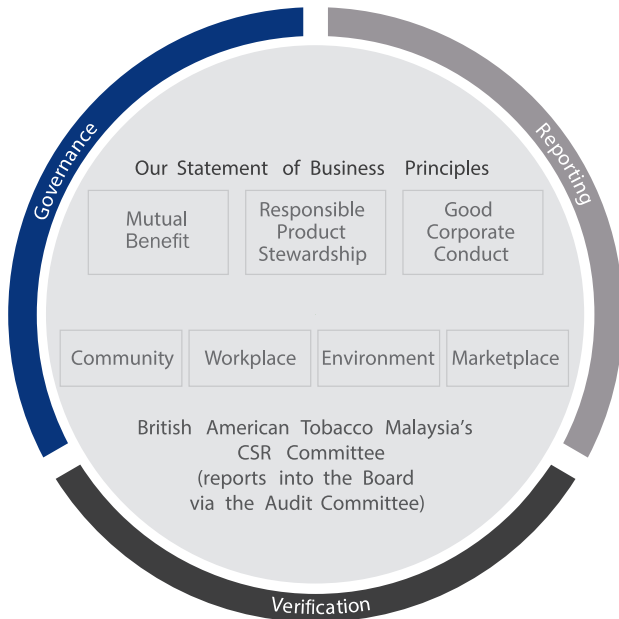 Governance
Reporting
Our Statement of Business Principles
Mutual
Benefit
Responsible
Product
Stewardship
Good
Corporate
Conduct
Community
Workplace
Environment
Marketplace
British American Tobacco Malaysia’s
CSR Committee
(reports into the Board
via the Audit Committee)
Verification